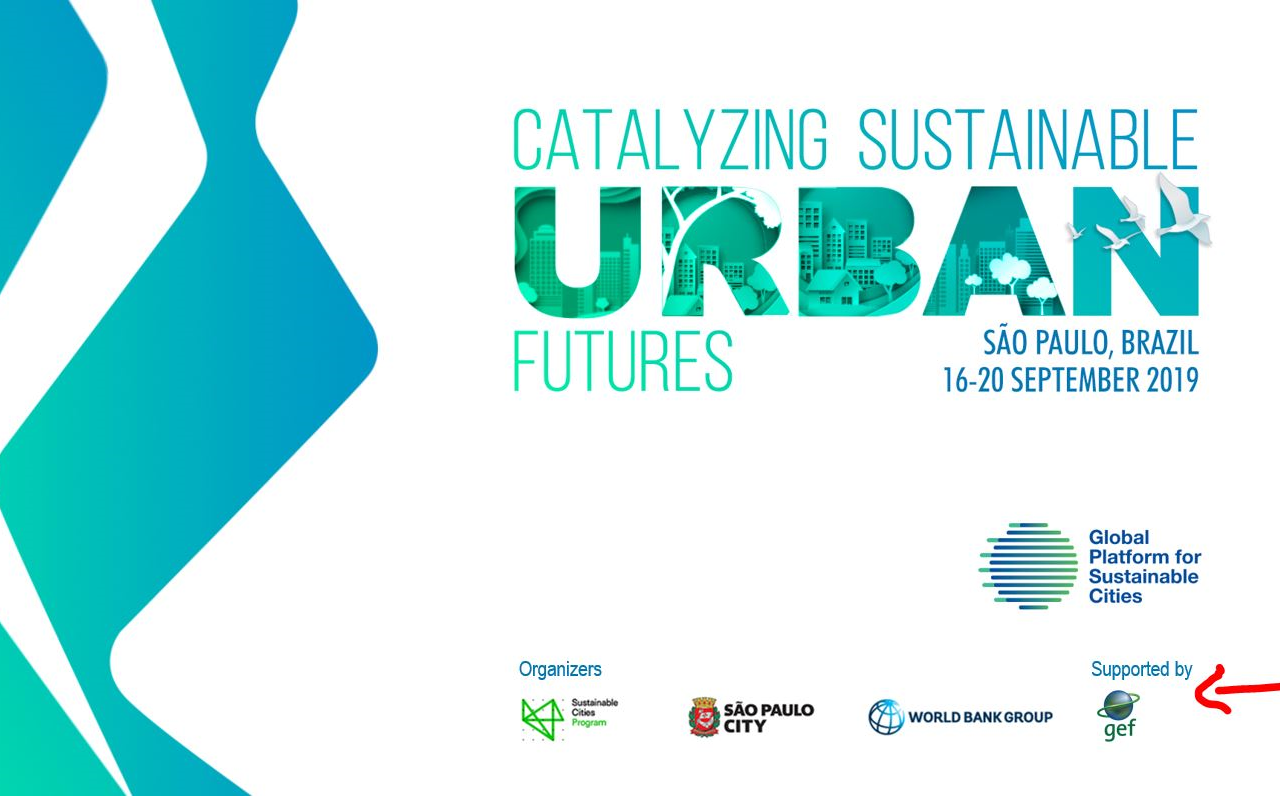 CATALYZING SUSTAINABLE
URBAN
FUTURES
SÃO PAULO, BRAZIL
16-20 SEPTEMBER 2019
Global
Platform for
Sustainable
Cities
Organizers
Supported by
Sustainable
Cities
Program
SÃO PAULO
CITY
WORLD BANK GROUP
gef